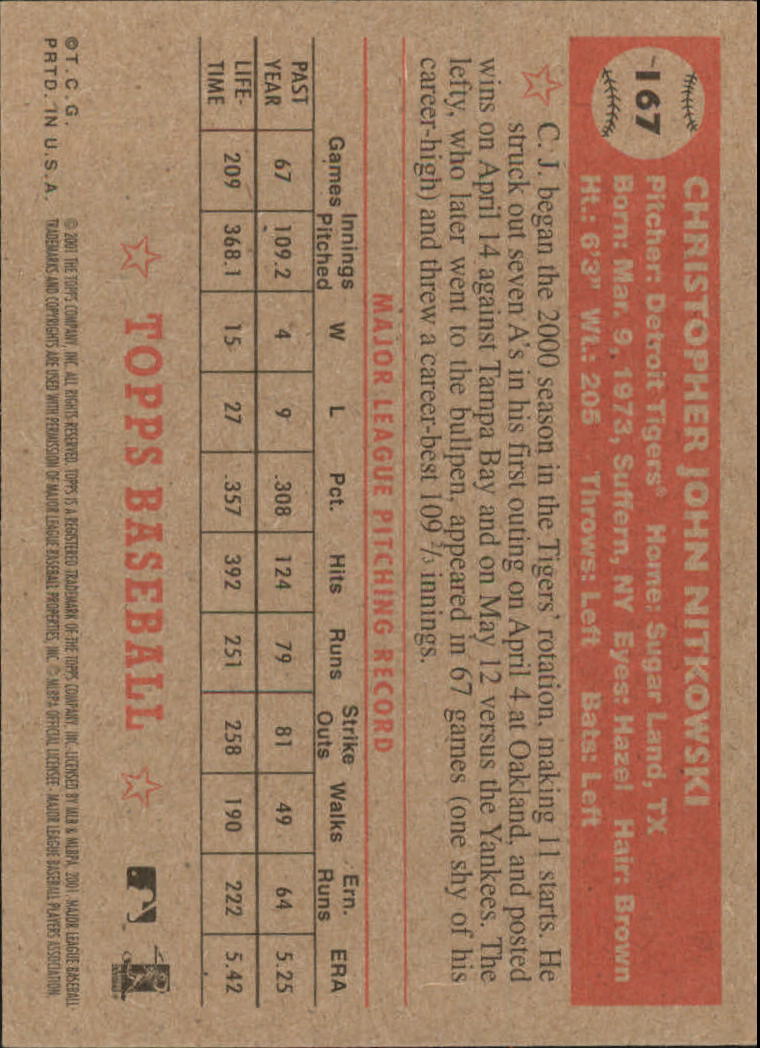 167
CHRISTOPHER JOHN NITKOWSKI
Pitcher: Detroit Tigers® Home: Sugar Land, TX
Born: Mar. 9, 1973, Suffern, NY Eyes: Hazel Hair: Brown
Ht.: 6'3" Wt.: 205 Throws: Left Bats: Left
C. J. began the 2000 season in the Tigers' rotation, making 11 starts. He
struck out seven A's in his first outing on April 4 at Oakland, and posted
wins on April 14 against Tampa Bay and on May 12 versus the Yankees. The
lefty, who later went to the bullpen, appeared in 67 games (one shy of his
career-high) and threw a career-best 109 2/3 innings.
MAJOR LEAGUE PITCHING RECORD
Games Innings Pitched W L Pct. Hits Runs Strike Outs Walks Ern. Runs ERA
PAST YEAR 67 109.2 4 9 .308 124 79 81 49 64 5.25
LIFE-TIME 209 368.1 15 27 .357 392 251 258 190 222 5.42
TOPPS BASEBALL
©T.C.G. © 2001 THE TOPPS COMPANY, INC. ALL RIGHTS RESERVED. TOPPS IS A REGISTERED TRADEMARK OF THE TOPPS COMPANY, INC. LICENSED BY MLB & MLBPA 2001. MAJOR LEAGUE BASEBALL
PRTD. IN U.S.A. TRADEMARKS AND COPYRIGHTS ARE USED WITH PERMISSION OF MAJOR LEAGUE BASEBALL PROPERTIES, INC. © MLBPA OFFICIAL LICENSEE- MAJOR LEAGUE BASEBALL PLAYERS ASSOCIATION.